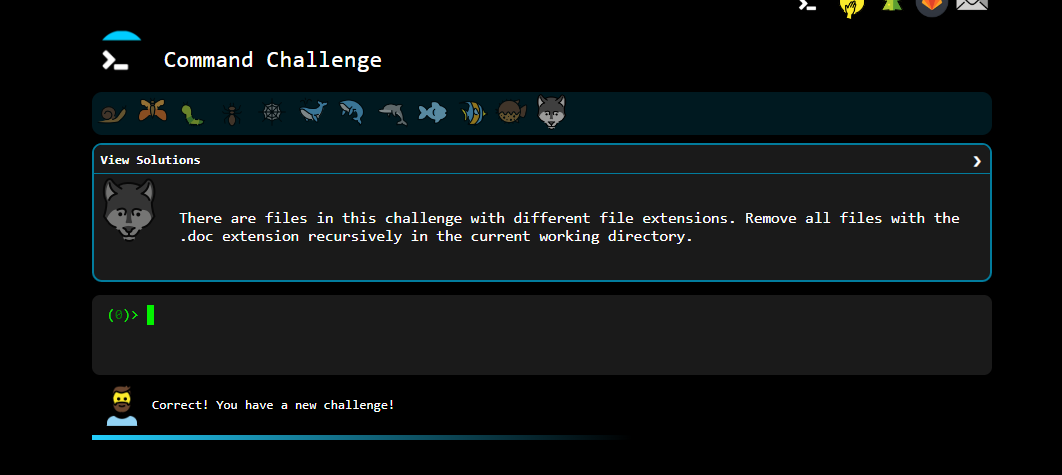 Command Challenge
View Solutions
There are files in this challenge with different file extensions. Remove all files with the
.doc extension recursively in the current working directory.
(0)>
Correct! You have a new challenge!